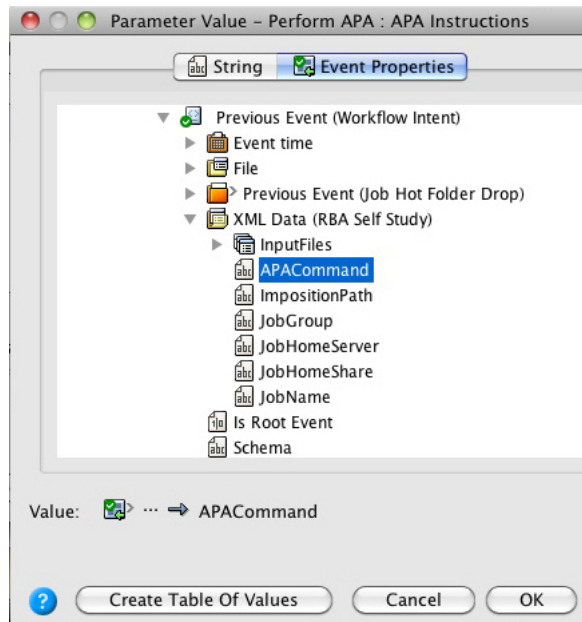 Parameter Value – Perform APA : APA Instructions
String Event Properties
Previous Event (Workflow Intent)
Event time
File
Previous Event (Job Hot Folder Drop)
XML Data (RBA Self Study)
InputFiles
APACommand
ImpositionPath
JobGroup
JobHomeServer
JobHomeShare
JobName
Is Root Event
Schema
Value: ... APACommand
? Create Table Of Values Cancel OK